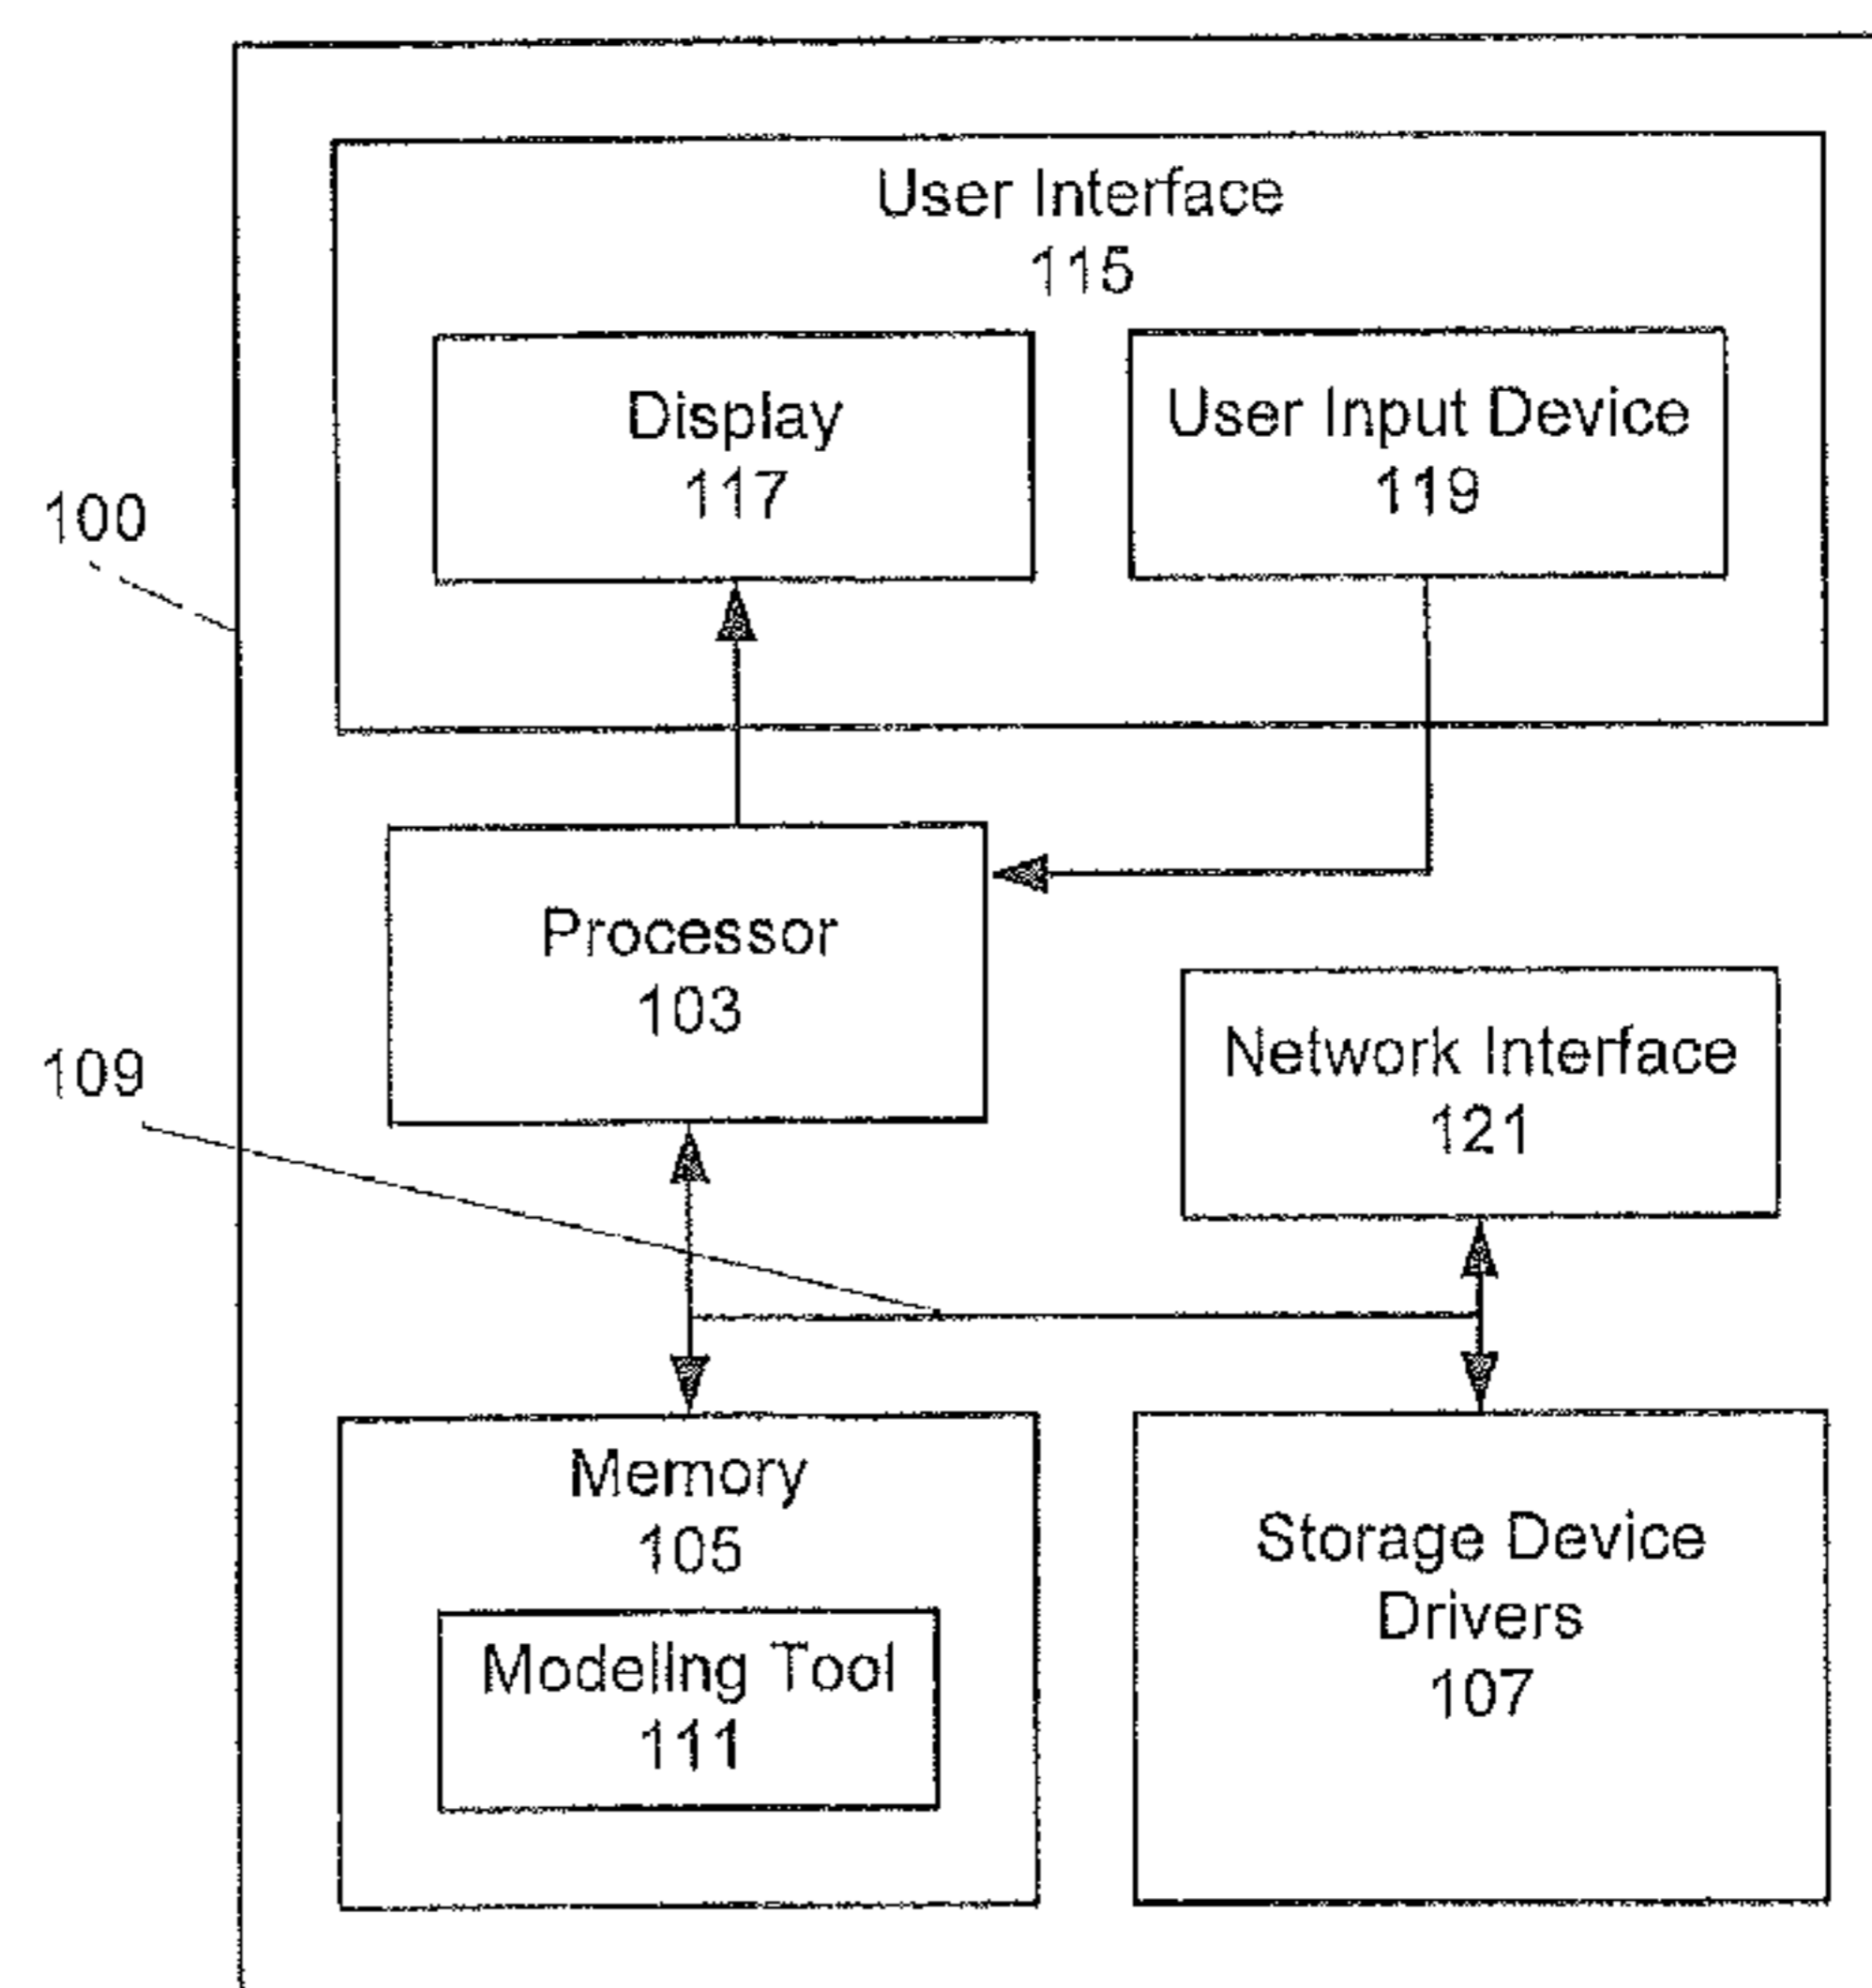 User Interface
115
Display
117
User Input Device
119
100
Processor
103
Network Interface
121
109
Memory
105
Modeling Tool
111
Storage Device
Drivers
107